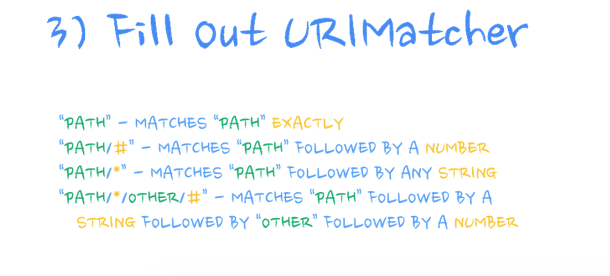 3) Fill out URIMatcher
"PATH" – MATCHES "PATH" EXACTLY
"PATH/#" – MATCHES "PATH" FOLLOWED BY A NUMBER
"PATH/*" – MATCHES "PATH" FOLLOWED BY ANY STRING
"PATH/*/OTHER/#" – MATCHES "PATH" FOLLOWED BY A
STRING FOLLOWED BY "OTHER" FOLLOWED BY A NUMBER